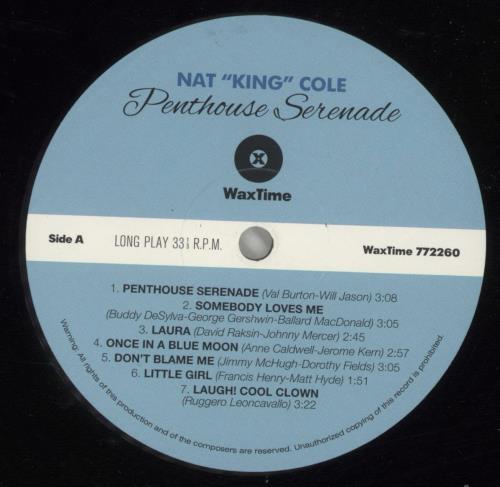 NAT "KING" COLE
Penthouse Serenade
X
WaxTime
Side A
LONG PLAY 33⅓ R.P.M.
WaxTime 772260
1. PENTHOUSE SERENADE (Val Burton-Will Jason) 3:08
2. SOMEBODY LOVES ME
(Buddy DeSylva-George Gershwin-Ballard MacDonald) 3:05
3. LAURA (David Raksin-Johnny Mercer) 2:45
4. ONCE IN A BLUE MOON (Anne Caldwell-Jerome Kern) 2:57
5. DON'T BLAME ME (Jimmy McHugh-Dorothy Fields) 3:05
6. LITTLE GIRL (Francis Henry-Matt Hyde) 1:51
7. LAUGH! COOL CLOWN
(Ruggero Leoncavallo) 3:22
Warning: All rights of this production and of the composers are reserved. Unauthorized copying of this record is prohibited.